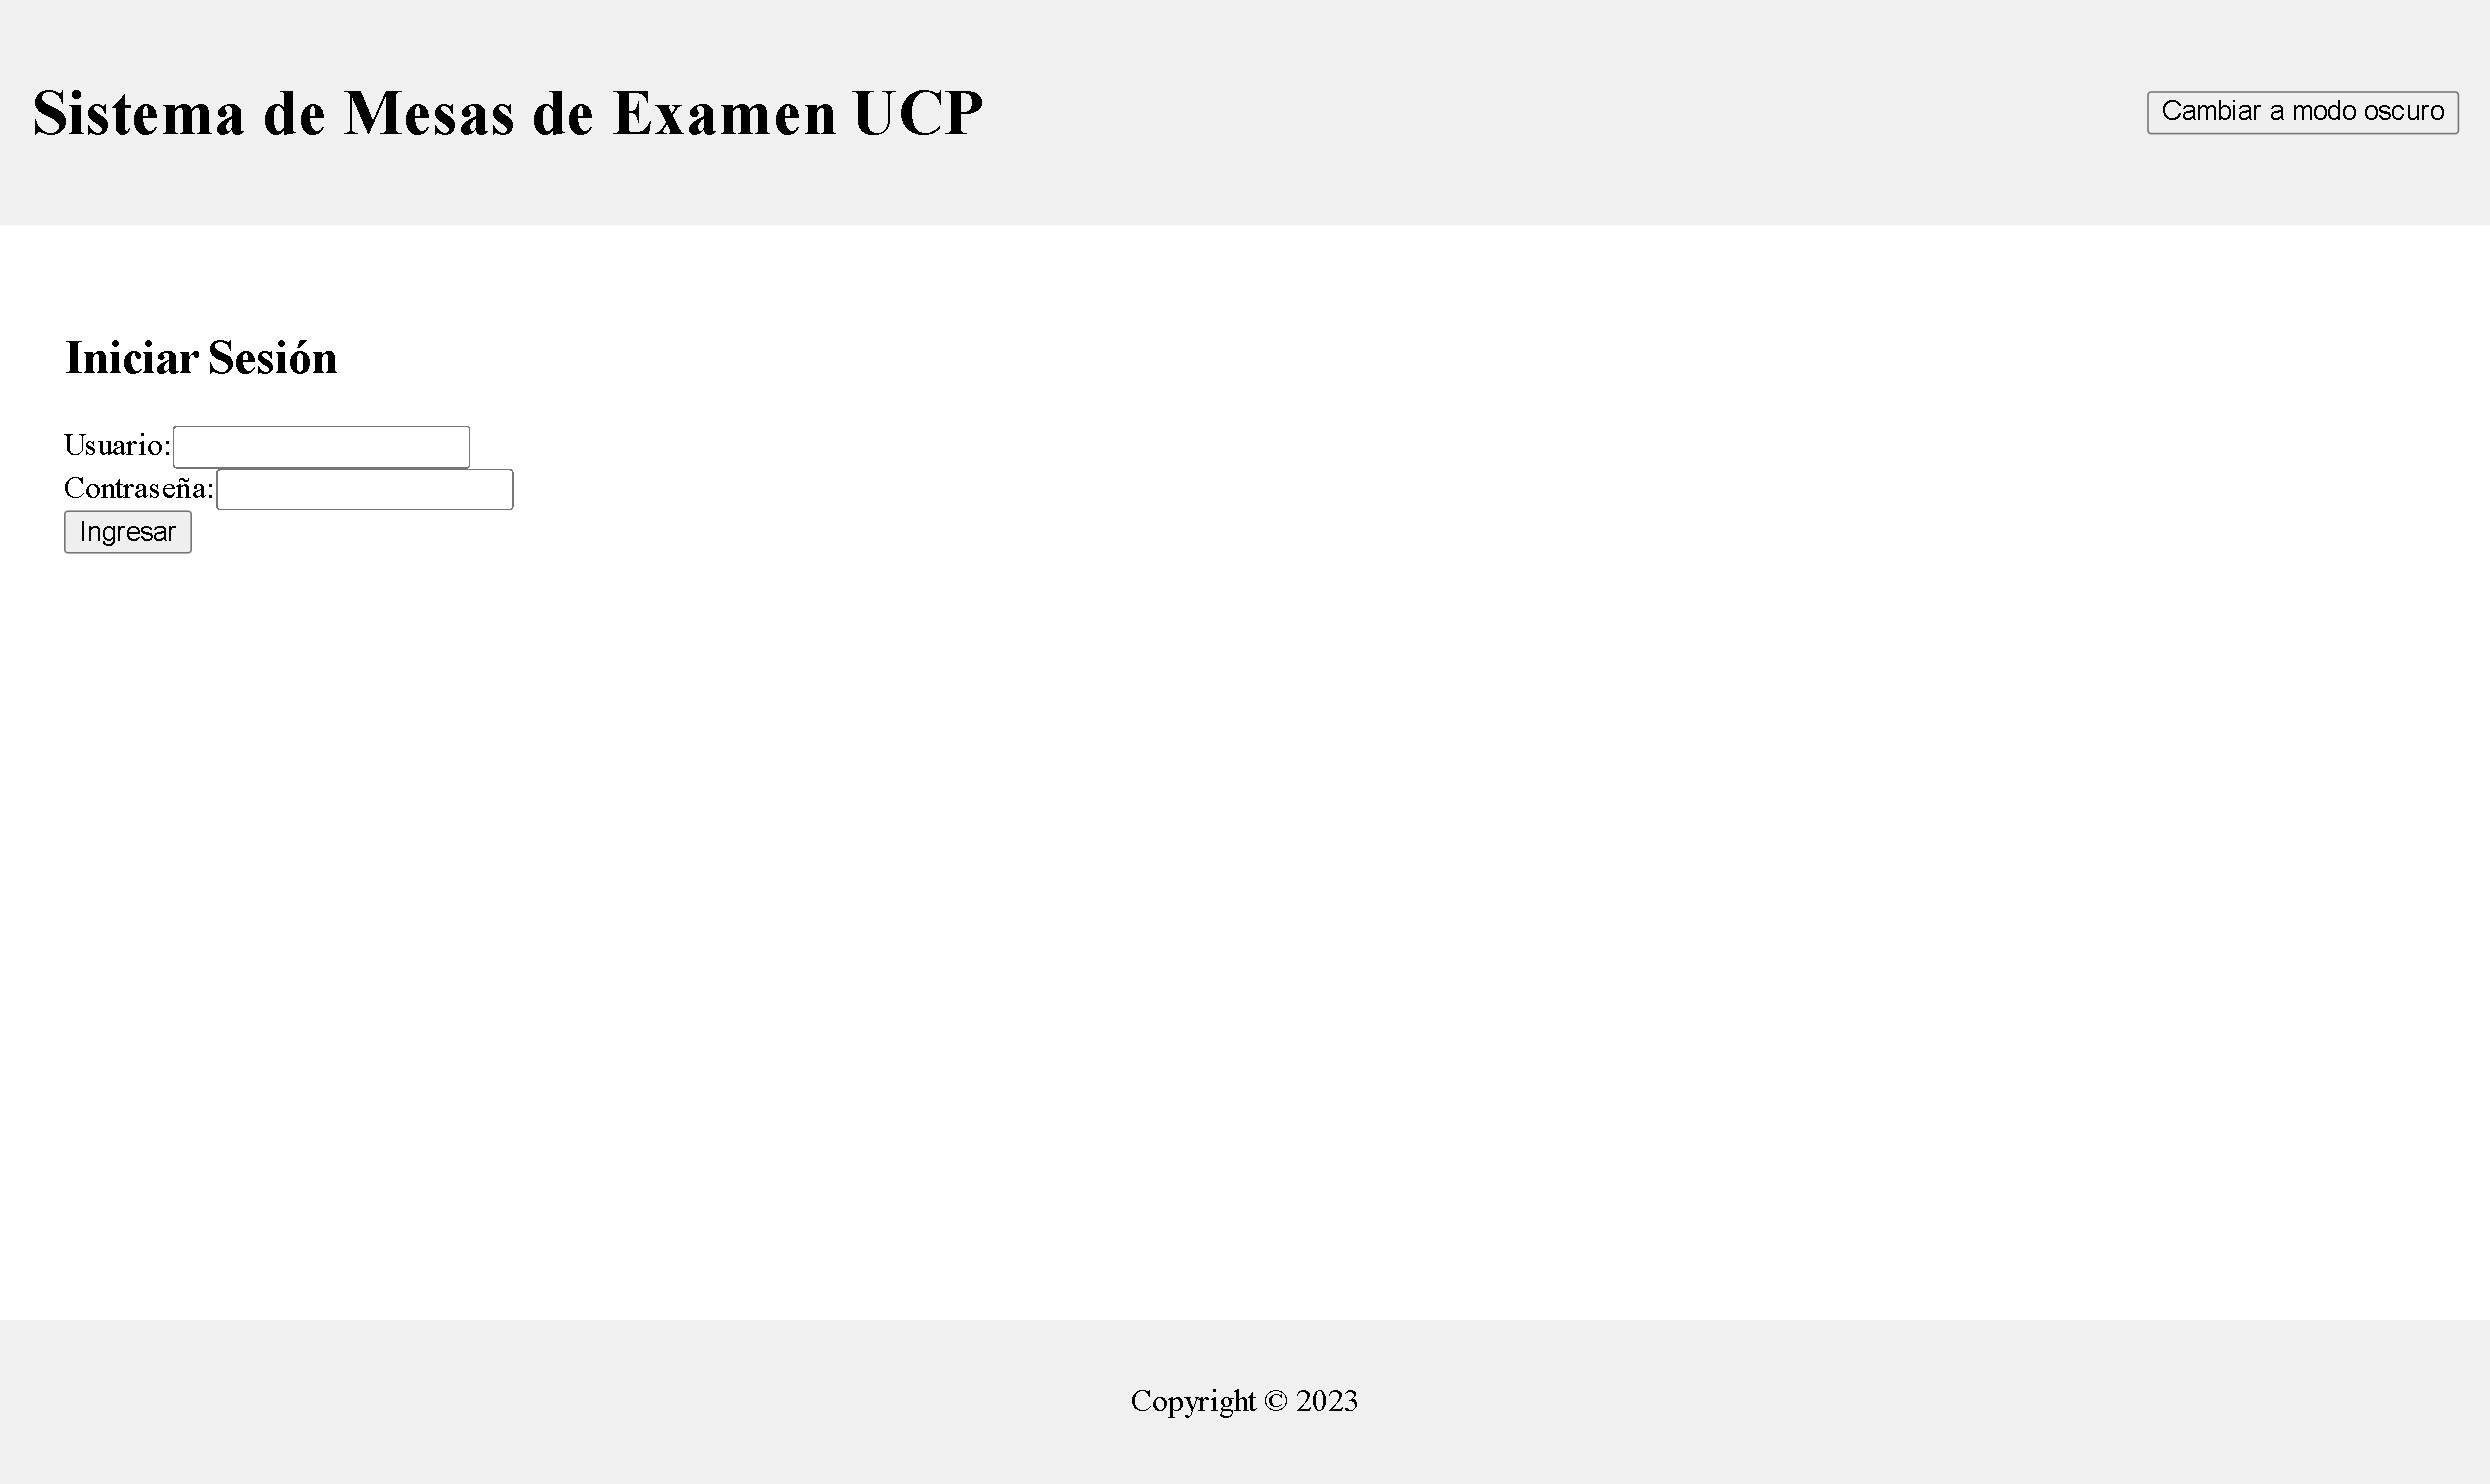 Sistema de Mesas de Examen UCP
Cambiar a modo oscuro
Iniciar Sesión
Usuario:
Contraseña:
Ingresar
Copyright © 2023